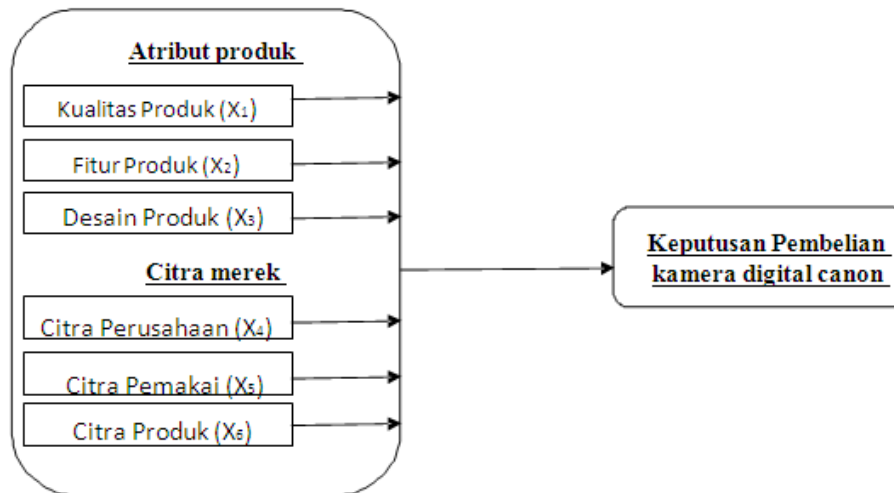 Atribut produk
Kualitas Produk (X₁)
Fitur Produk (X₂)
Desain Produk (X₃)
Citra merek
Citra Perusahaan (X₄)
Citra Pemakai (X₅)
Citra Produk (X₆)
Keputusan Pembelian
kamera digital canon